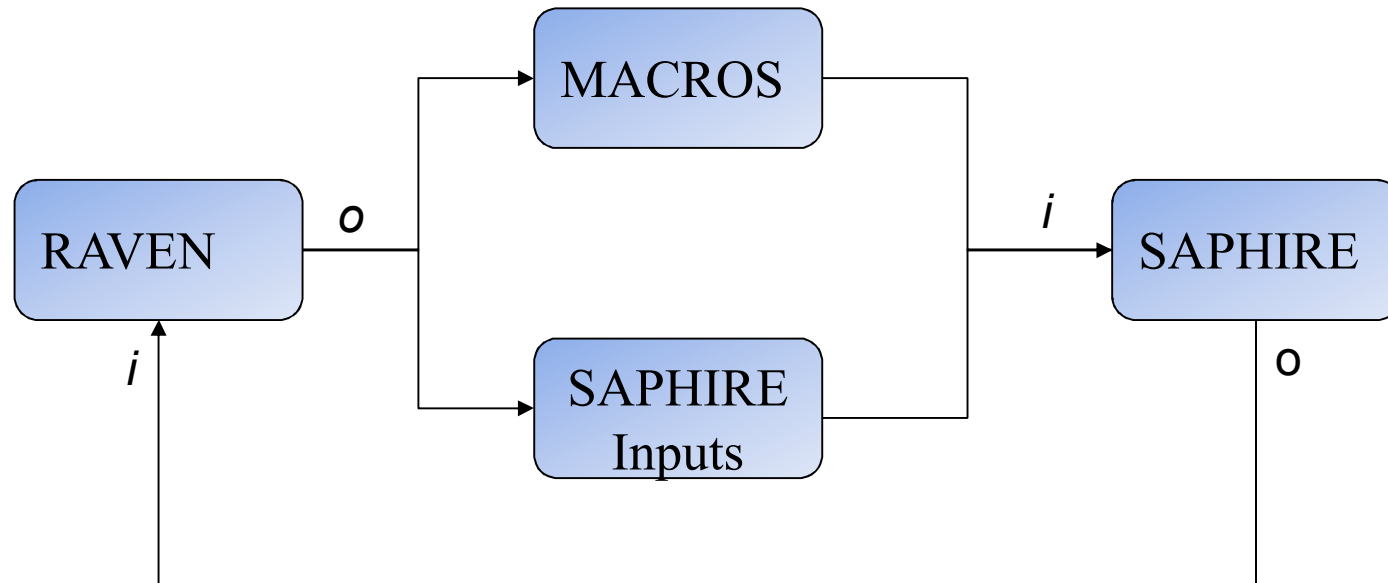 MACROS
RAVEN
o
i
SAPHIRE
i
SAPHIRE
Inputs
o